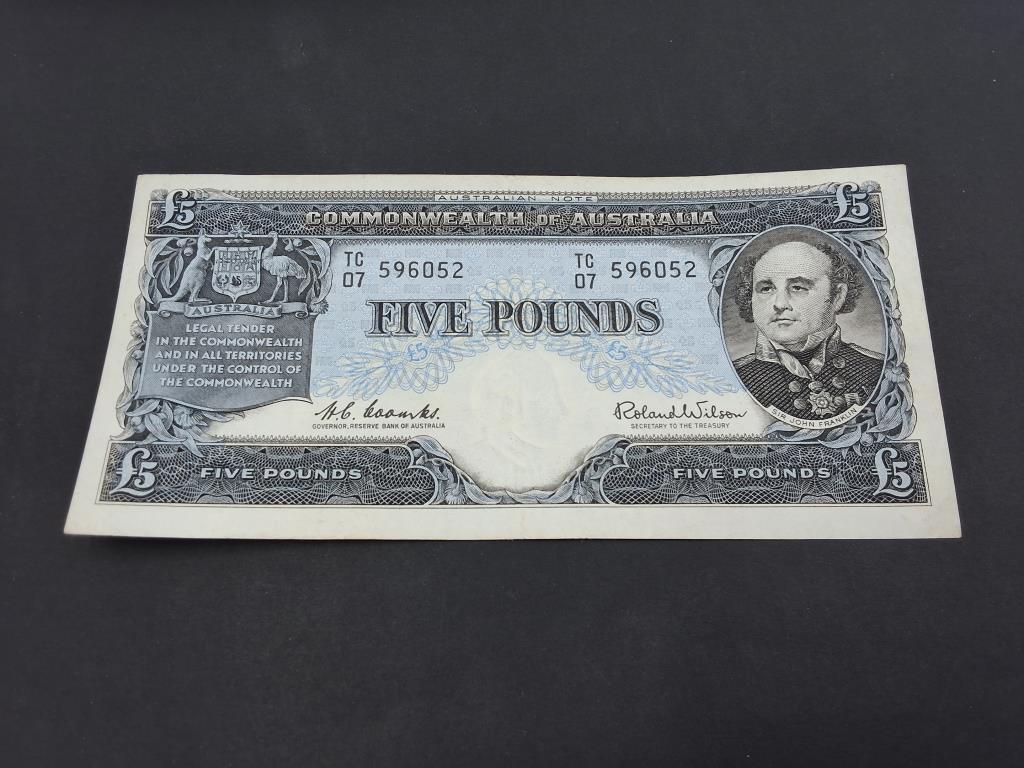 AUSTRALIAN NOTE
£5 COMMONWEALTH OF AUSTRALIA £5
TC 07 596052
TC 07 596052
AUSTRALIA
FIVE POUNDS
LEGAL TENDER
IN THE COMMONWEALTH
AND IN ALL TERRITORIES
UNDER THE CONTROL OF
THE COMMONWEALTH
£5 £5
H.C. Coombs.
GOVERNOR, RESERVE BANK OF AUSTRALIA
Roland Wilson
SECRETARY TO THE TREASURY
SIR JOHN FRANKLIN
£5 FIVE POUNDS
FIVE POUNDS £5